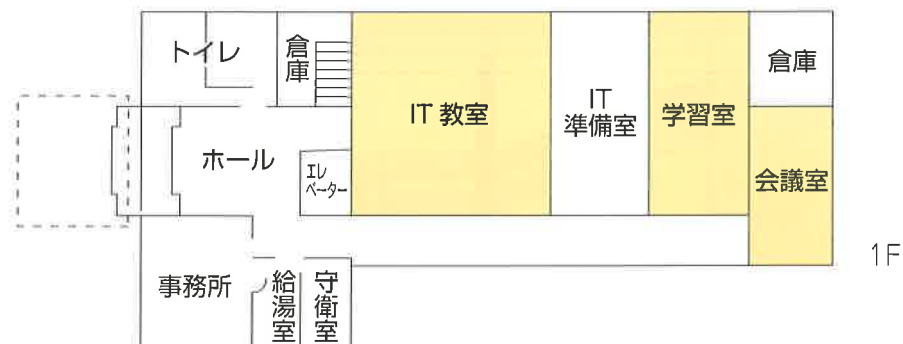 トイレ
倉庫
IT 教室
IT
準備室
学習室
倉庫
ホール
エレ
ベーター
会議室
1F
事務所
給湯室
守衛室